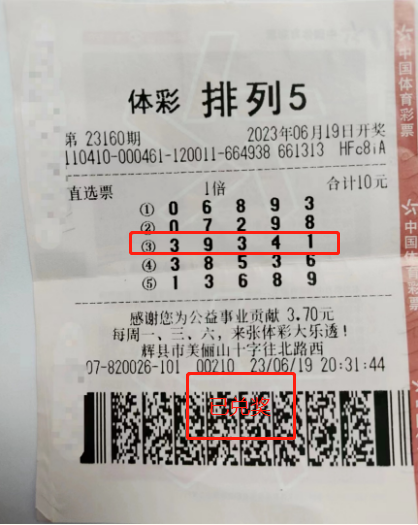 体彩 排列5
第 23160期 2023年06月19日开奖
110410-000461-120011-664938 661313 HFc8iA
直选票 1倍 合计10元
① 0 6 8 9 3
② 0 7 2 9 8
③ 3 9 3 4 1
④ 3 8 5 3 6
⑤ 1 3 6 8 9
感谢您为公益事业贡献 3.70元
每周一、三、六，来张体彩大乐透！
辉县市美俪山十字往北路西
07-820026-101 00210 23/06/19 20:31:44
已兑奖
中国体育彩票
中国体育彩票